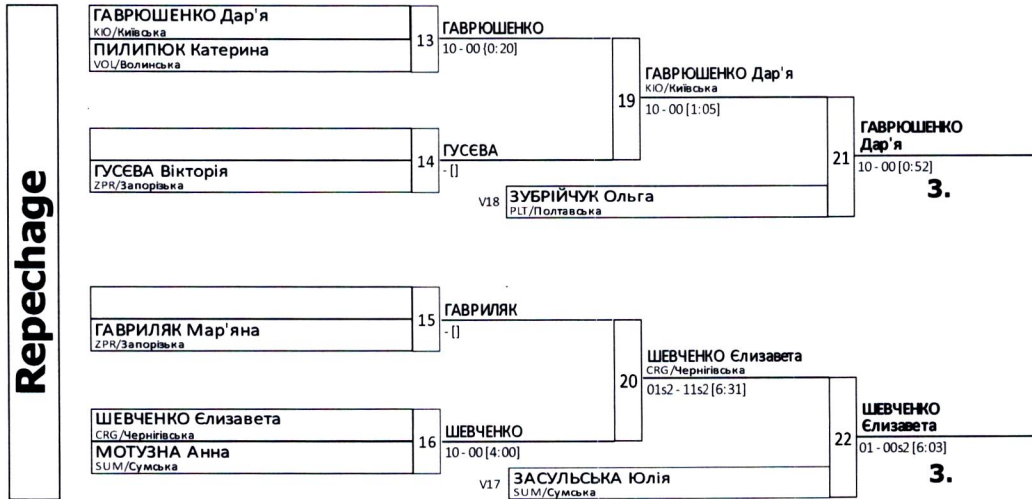 Repechage
ГАВРЮШЕНКО Дар'я
KIO/Київська
ПИЛИПЮК Катерина
VOL/Волинська
13
ГАВРЮШЕНКО
10 - 00 [0:20]
ГУСЄВА Вікторія
ZPR/Запорізька
14
ГУСЄВА
- []
19
ГАВРЮШЕНКО Дар'я
KIO/Київська
10 - 00 [1:05]
V18
ЗУБРІЙЧУК Ольга
PLT/Полтавська
21
ГАВРЮШЕНКО
Дар'я
10 - 00 [0:52]
3.
ГАВРИЛЯК Мар'яна
ZPR/Запорізька
15
ГАВРИЛЯК
- []
ШЕВЧЕНКО Єлизавета
CRG/Чернігівська
МОТУЗНА Анна
SUM/Сумська
16
ШЕВЧЕНКО
10 - 00 [4:00]
20
ШЕВЧЕНКО Єлизавета
CRG/Чернігівська
01s2 - 11s2 [6:31]
V17
ЗАСУЛЬСЬКА Юлія
SUM/Сумська
22
ШЕВЧЕНКО
Єлизавета
01 - 00s2 [6:03]
3.